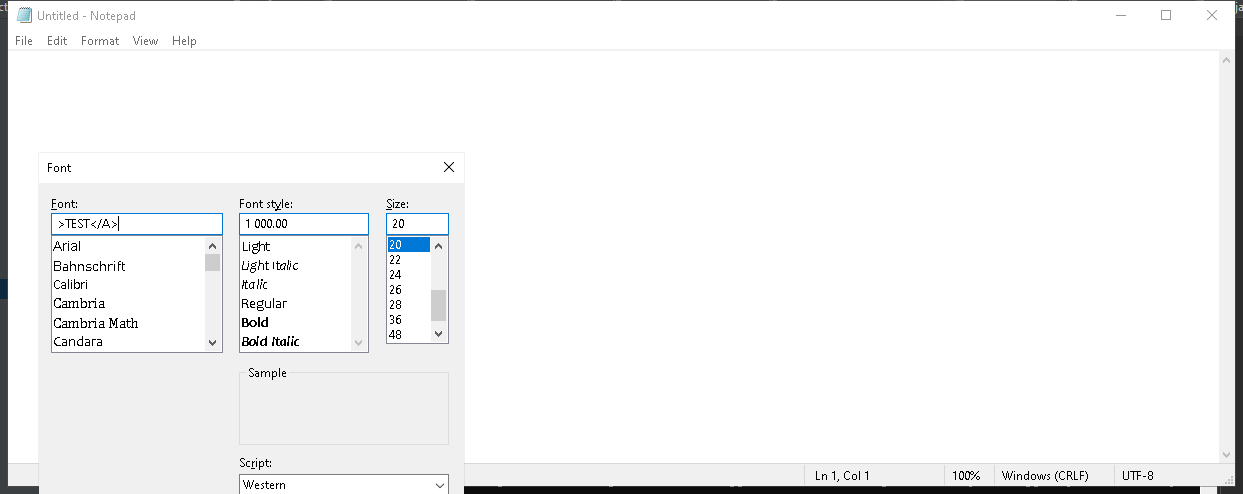 Untitled - Notepad
File Edit Format View Help
Font
Font: Font style: Size:
>TEST</A> 1 000.00 20
Arial Light 20
Bahnschrift Light Italic 22
Calibri Italic 24
Cambria Regular 26
Cambria Math Bold 28
Candara Bold Italic 36
48
Sample
Script:
Western
Ln 1, Col 1 100% Windows (CRLF) UTF-8